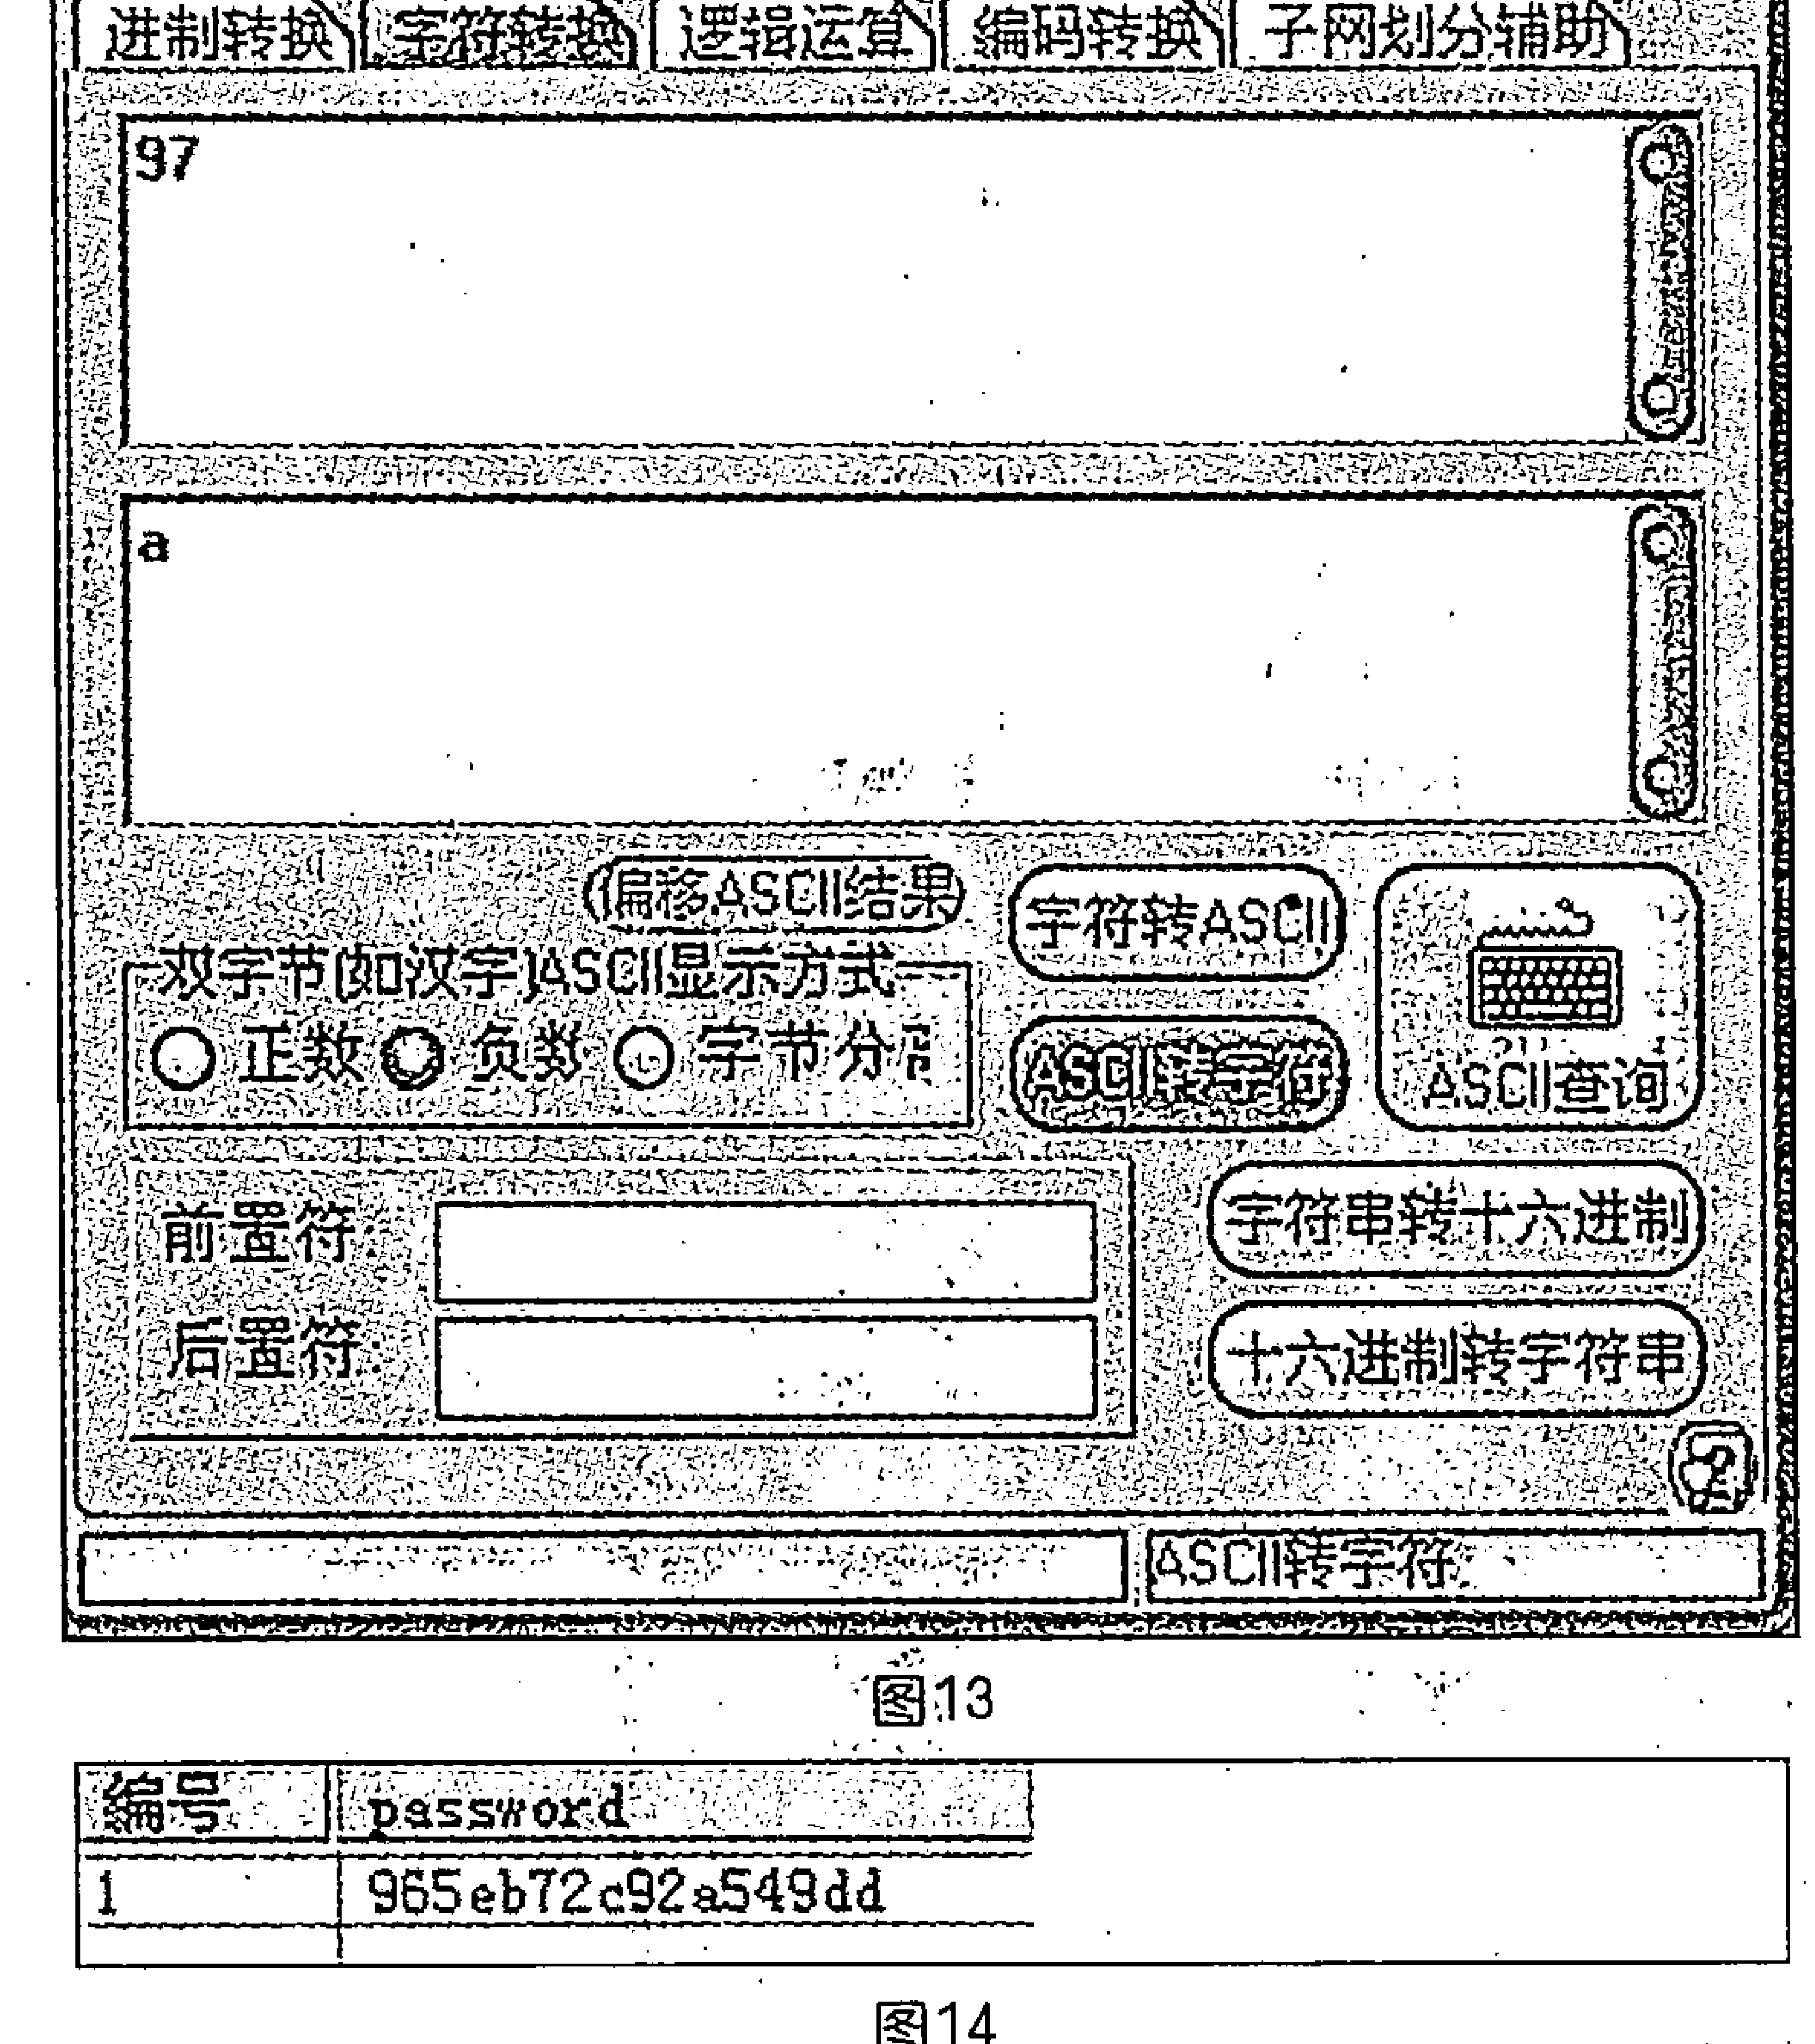 进制转换 字符转换 逻辑运算 编码转换 子网划分辅助
97
a
偏移ASCII结果
字符转ASCII
双字节(如汉字)ASCII显示方式
正数 负数 字节分
ASCII转字符
ASCII查询
前置符
字符串转十六进制
后置符
十六进制转字符串
ASCII转字符
图13
编号 password
1 965eb72c92a549dd
图14